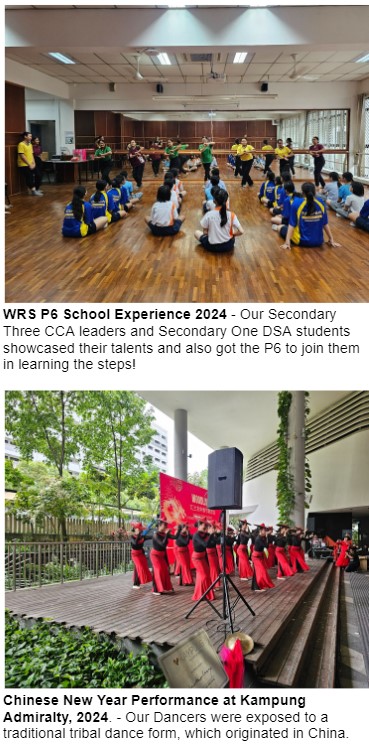 WRS P6 School Experience 2024 - Our Secondary
Three CCA leaders and Secondary One DSA students
showcased their talents and also got the P6 to join them
in learning the steps!
Chinese New Year Performance at Kampung
Admiralty, 2024. - Our Dancers were exposed to a
traditional tribal dance form, which originated in China.